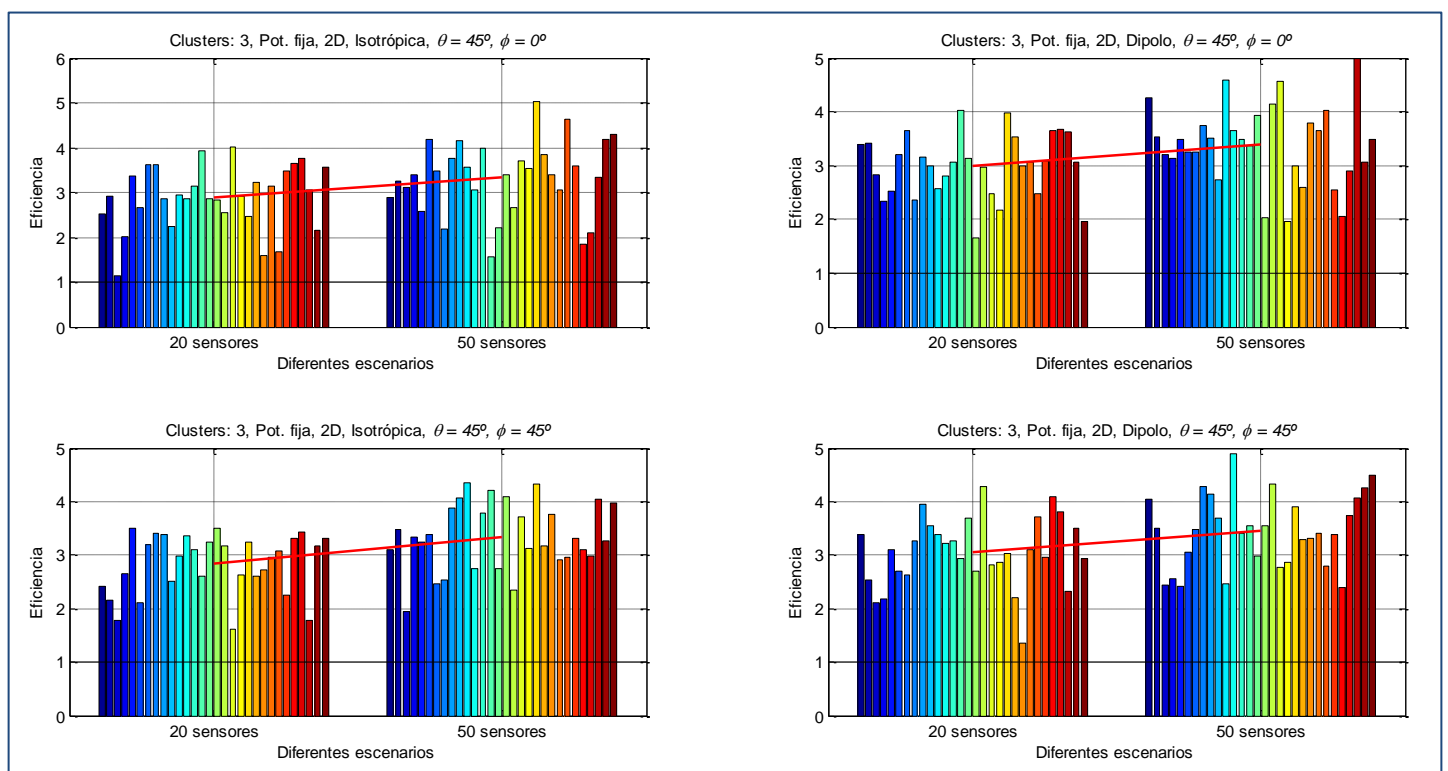 Clusters: 3, Pot. fija, 2D, Isotrópica, θ = 45º, ϕ = 0º
6
5
4
3
2
1
0
Eficiencia
20 sensores
50 sensores
Diferentes escenarios
Clusters: 3, Pot. fija, 2D, Dipolo, θ = 45º, ϕ = 0º
5
4
3
2
1
0
Eficiencia
20 sensores
50 sensores
Diferentes escenarios
Clusters: 3, Pot. fija, 2D, Isotrópica, θ = 45º, ϕ = 45º
5
4
3
2
1
0
Eficiencia
20 sensores
50 sensores
Diferentes escenarios
Clusters: 3, Pot. fija, 2D, Dipolo, θ = 45º, ϕ = 45º
5
4
3
2
1
0
Eficiencia
20 sensores
50 sensores
Diferentes escenarios